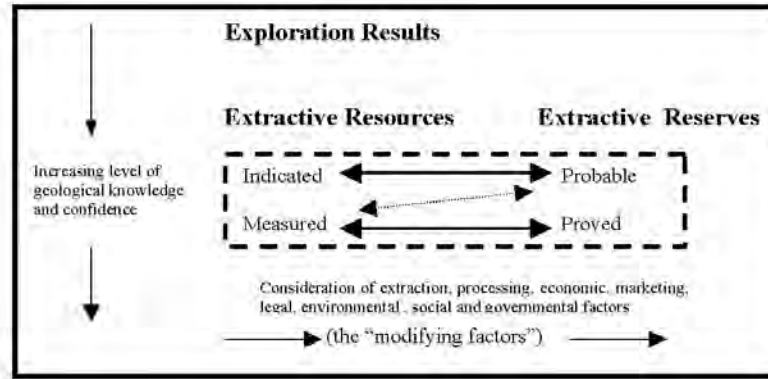 Exploration Results
Extractive Resources Extractive Reserves
Increasing level of
geological knowledge
and confidence
Indicated Probable
Measured Proved
Consideration of extraction, processing, economic, marketing,
legal, environmental , social and governmental factors
(the “modifying factors”)